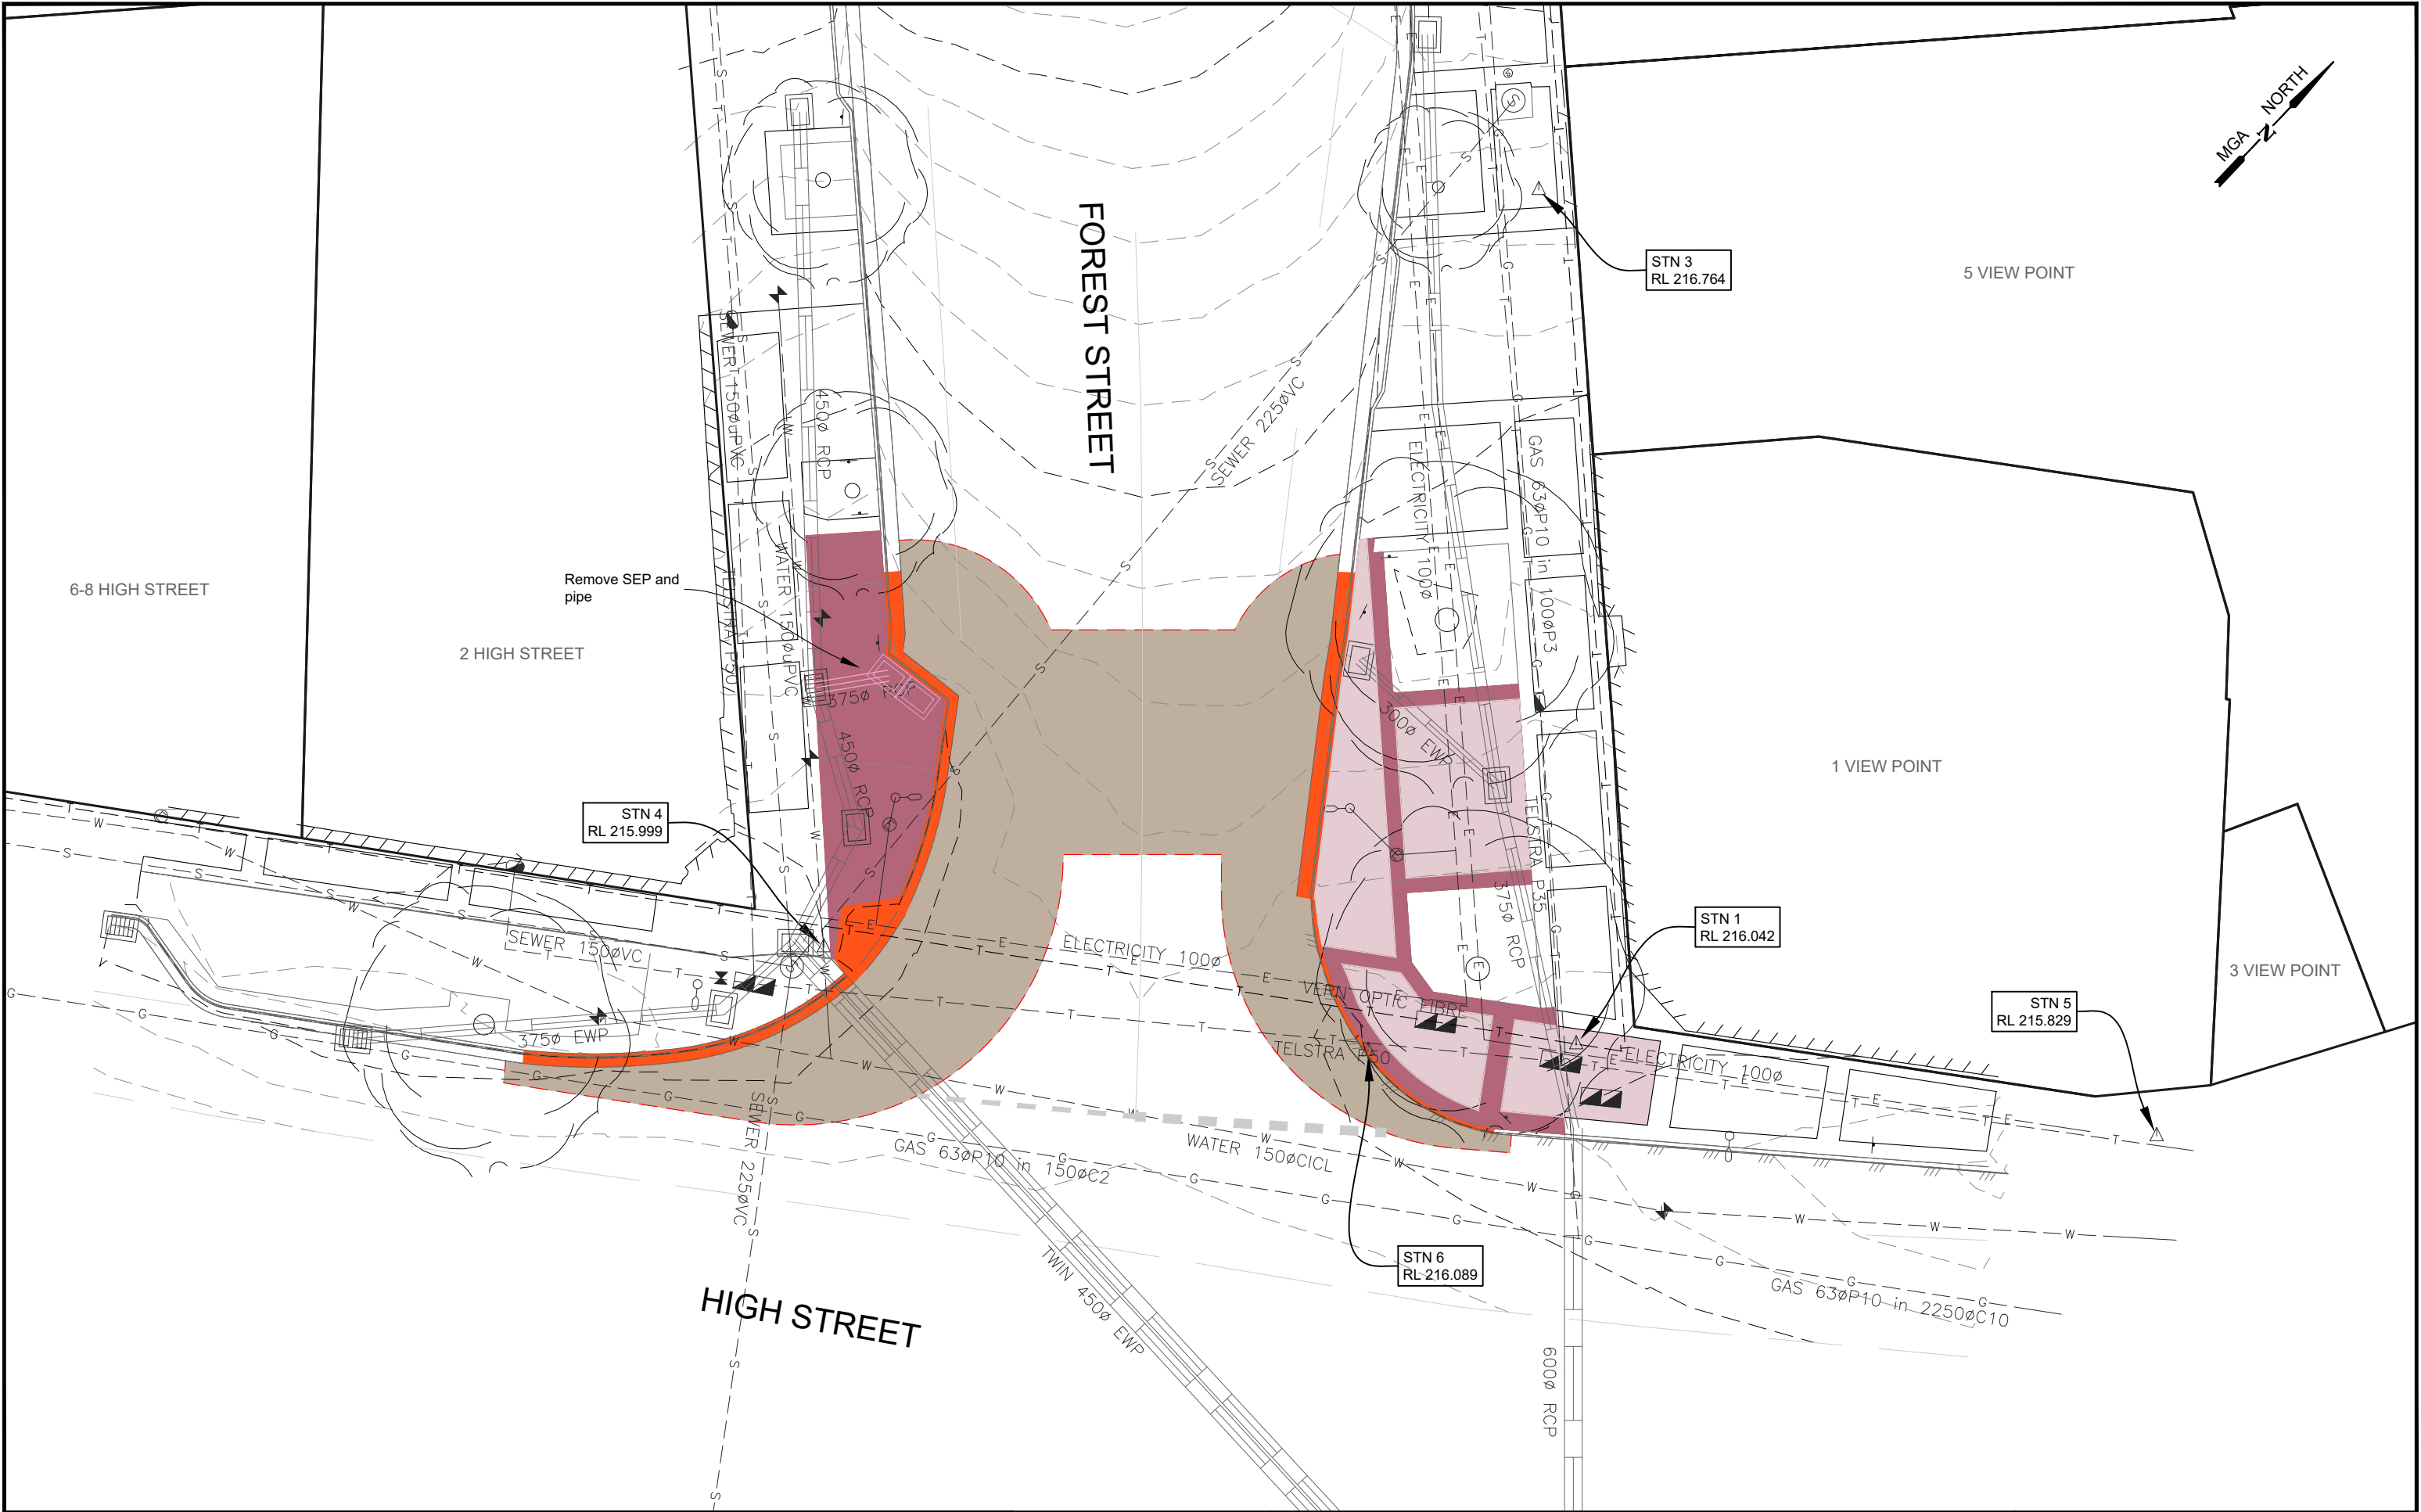 MGA NORTH
N
FOREST STREET
STN 3
RL 216.764
5 VIEW POINT
SEWER 150øuPVC
450ø RCP
SEWER 225øVC
ELECTRICITY 100ø
GAS 63øP10 in 100øP3
Remove SEP and
pipe
6-8 HIGH STREET
2 HIGH STREET
TELSTRA P50
WATER 150øuPVC
375ø RCP
450ø RCP
300ø EWP
1 VIEW POINT
STN 4
RL 215.999
TELSTRA P35
375ø RCP
STN 1
RL 216.042
SEWER 150øVC
ELECTRICITY 100ø
VERN OPTIC FIBRE
3 VIEW POINT
STN 5
RL 215.829
375ø EWP
TELSTRA P50
ELECTRICITY 100ø
SEWER 225øVC
GAS 63øP10 in 150øC2
WATER 150øCICL
STN 6
RL 216.089
TWIN 450ø EWP
GAS 63øP10 in 2250øC10
HIGH STREET
600ø RCP